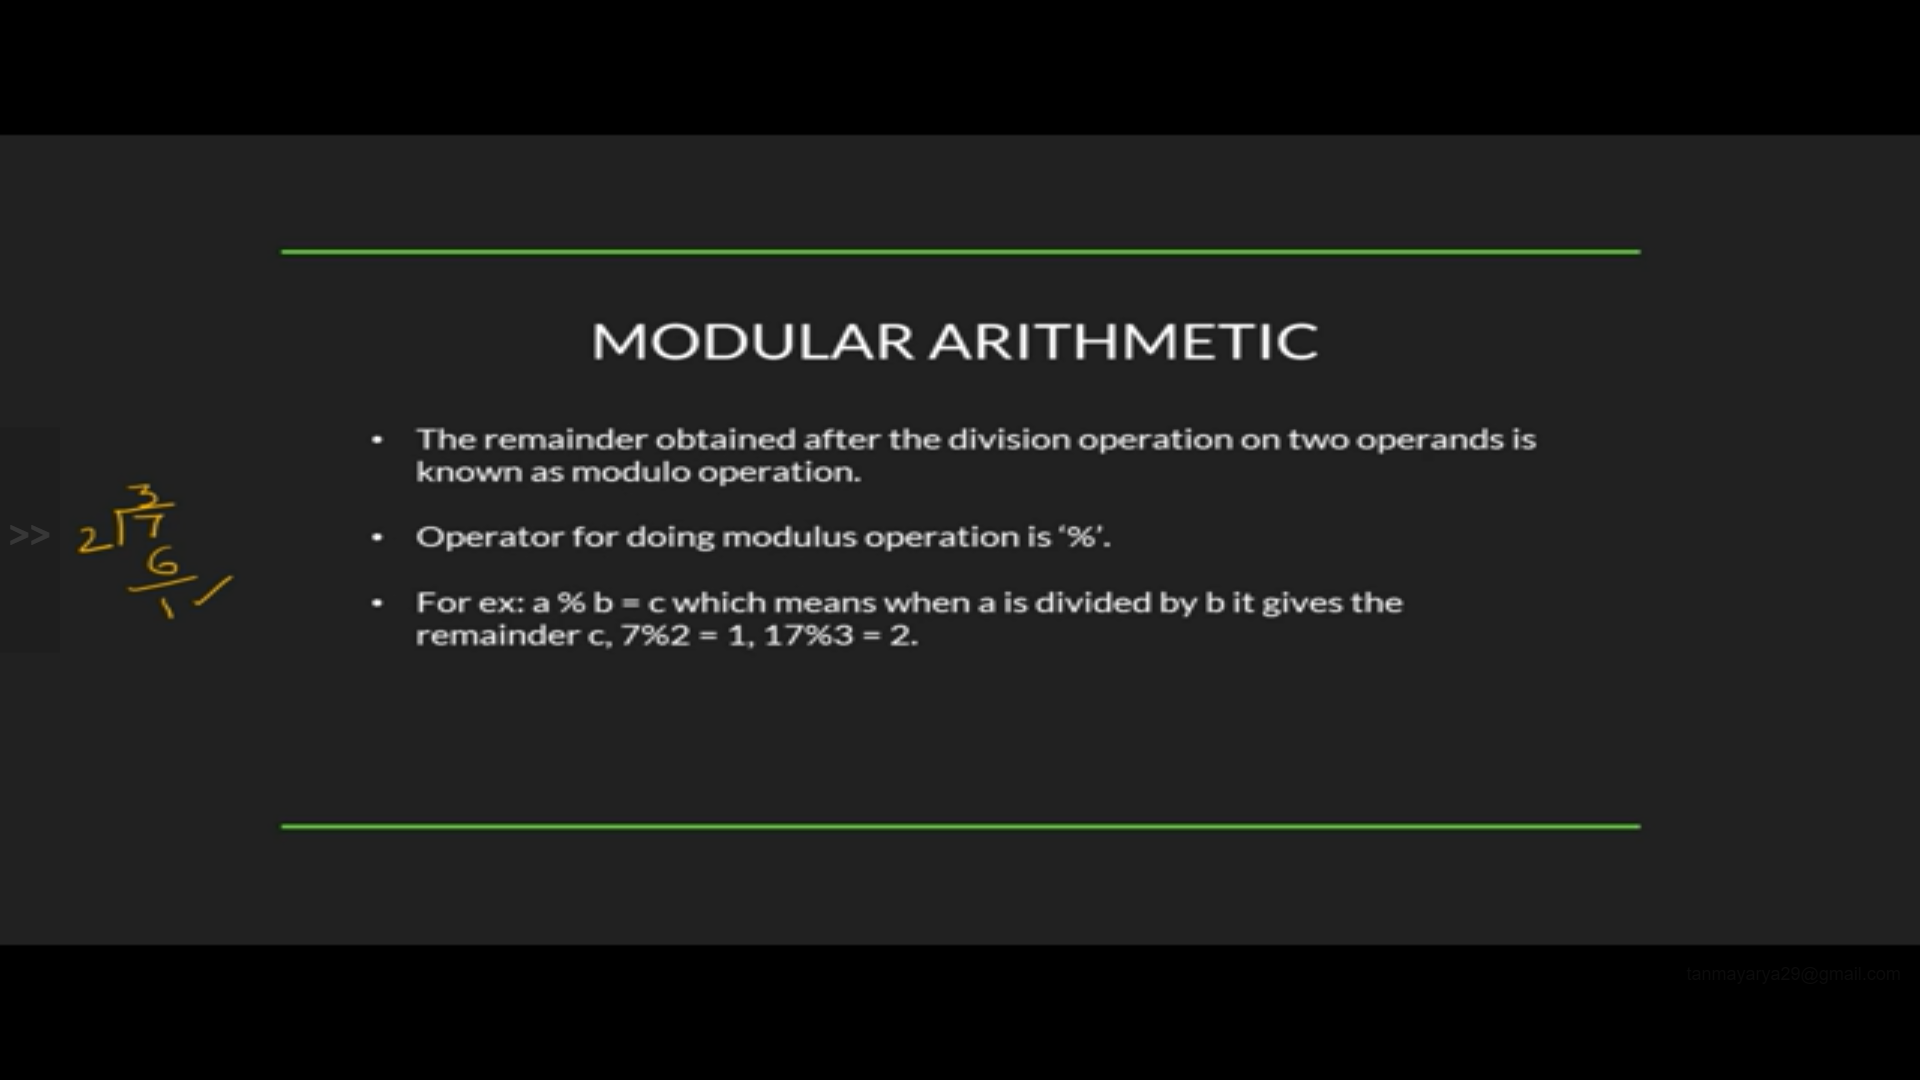 MODULAR ARITHMETIC
• The remainder obtained after the division operation on two operands is
known as modulo operation.
• Operator for doing modulus operation is ‘%’.
• For ex: a % b = c which means when a is divided by b it gives the
remainder c, 7%2 = 1, 17%3 = 2.
>>
3
2 7
6
1
tanmayarya29@gmail.com